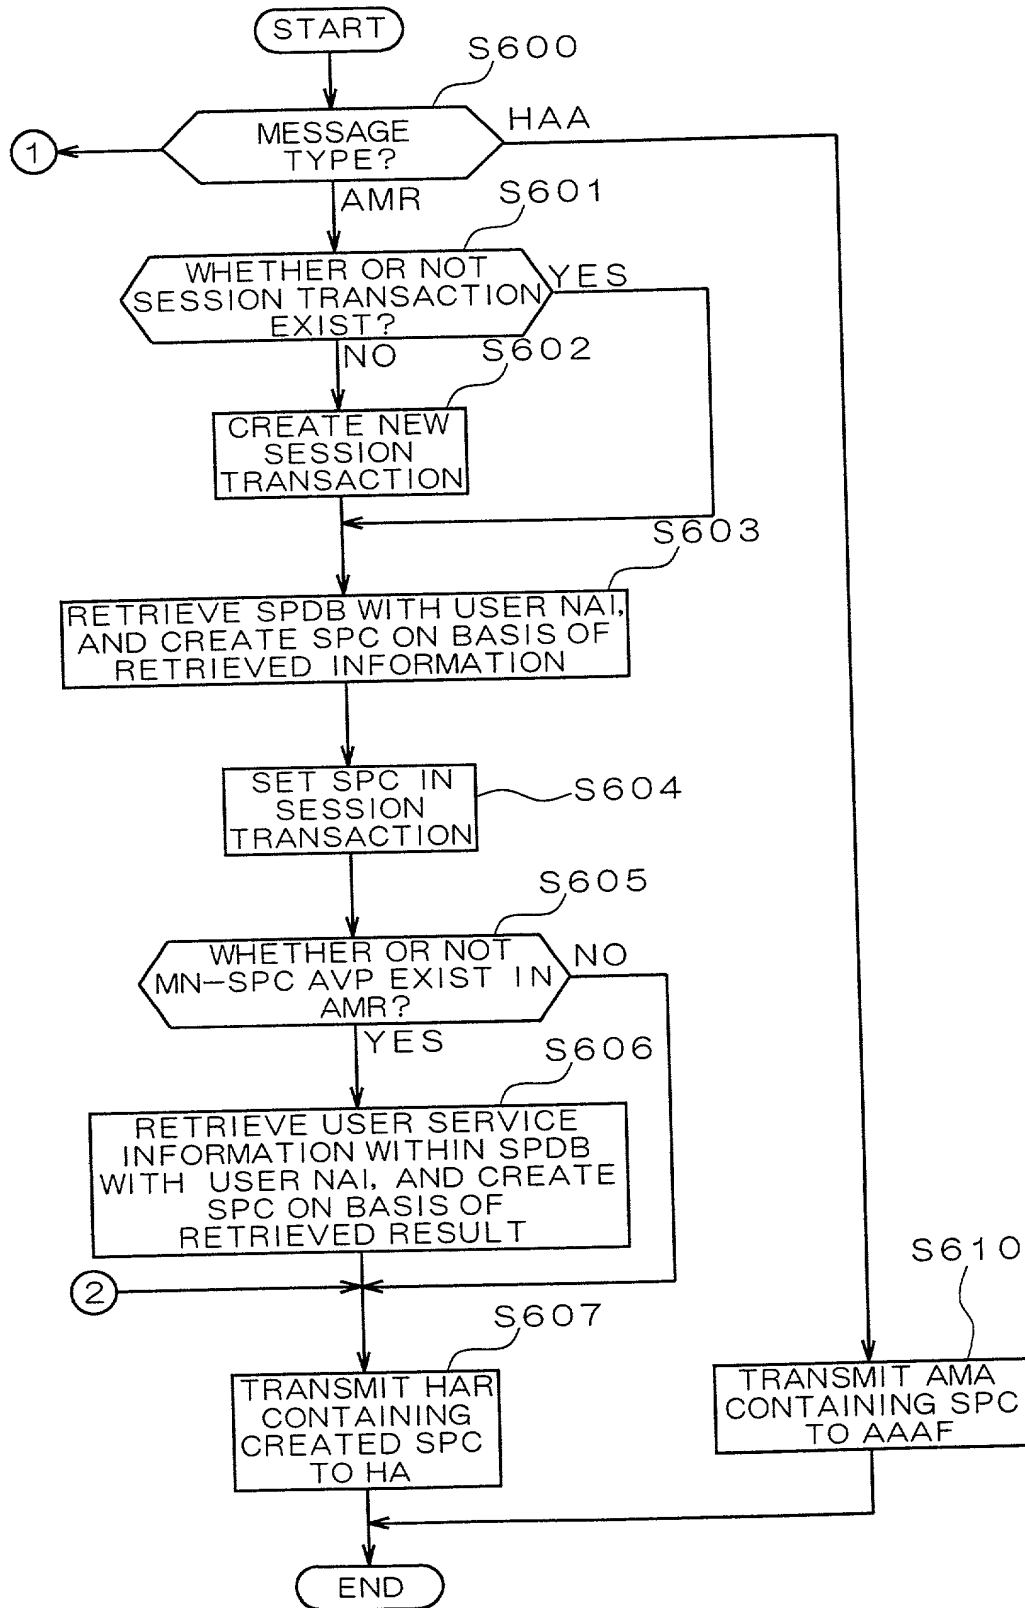 START
S600
MESSAGE
TYPE?
HAA
1
AMR
S601
WHETHER OR NOT
SESSION TRANSACTION
EXIST?
YES
NO
S602
CREATE NEW
SESSION
TRANSACTION
S603
RETRIEVE SPDB WITH USER NAI,
AND CREATE SPC ON BASIS OF
RETRIEVED INFORMATION
SET SPC IN
SESSION
TRANSACTION
S604
S605
WHETHER OR NOT
MN-SPC AVP EXIST IN
AMR?
NO
YES
S606
RETRIEVE USER SERVICE
INFORMATION WITHIN SPDB
WITH USER NAI, AND CREATE
SPC ON BASIS OF
RETRIEVED RESULT
2
S607
TRANSMIT HAR
CONTAINING
CREATED SPC
TO HA
S610
TRANSMIT AMA
CONTAINING SPC
TO AAAF
END